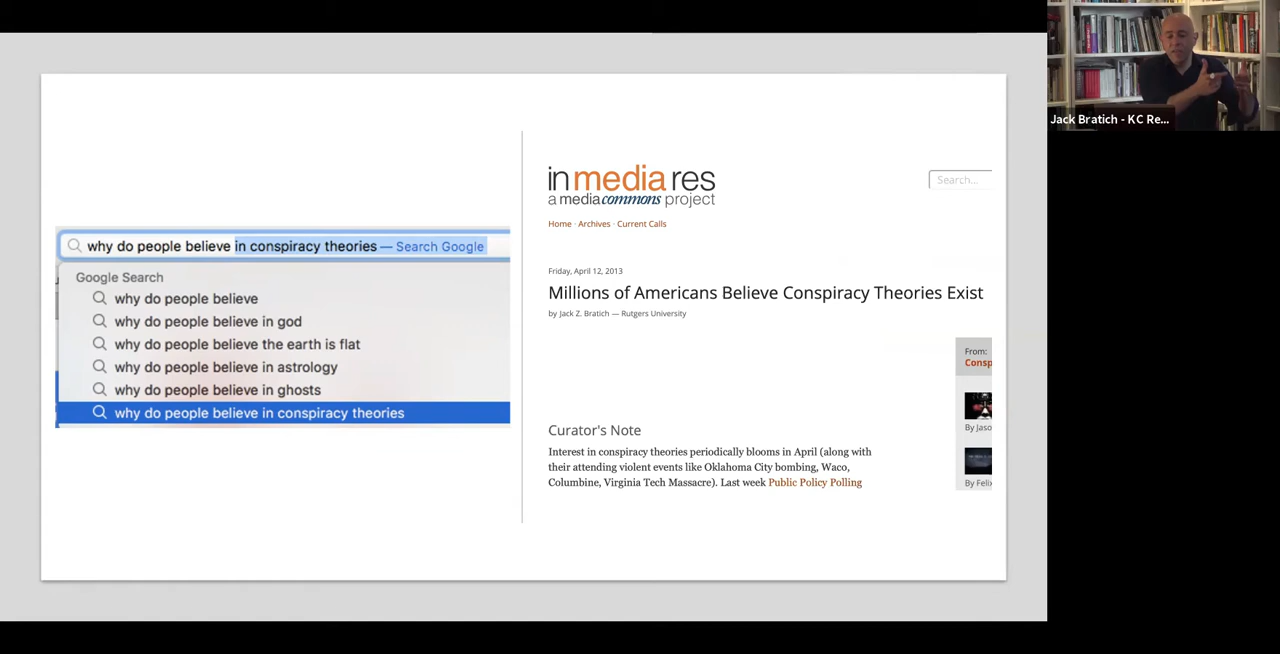 why do people believe in conspiracy theories — Search Google
Google Search
why do people believe
why do people believe in god
why do people believe the earth is flat
why do people believe in astrology
why do people believe in ghosts
why do people believe in conspiracy theories
in media res
a mediacommons project
Search...
Home · Archives · Current Calls
Friday, April 12, 2013
Millions of Americans Believe Conspiracy Theories Exist
by Jack Z. Bratich — Rutgers University
From:
Consp
By Jaso
By Felix
Curator's Note
Interest in conspiracy theories periodically blooms in April (along with
their attending violent events like Oklahoma City bombing, Waco,
Columbine, Virginia Tech Massacre). Last week Public Policy Polling
Jack Bratich - KC Re...